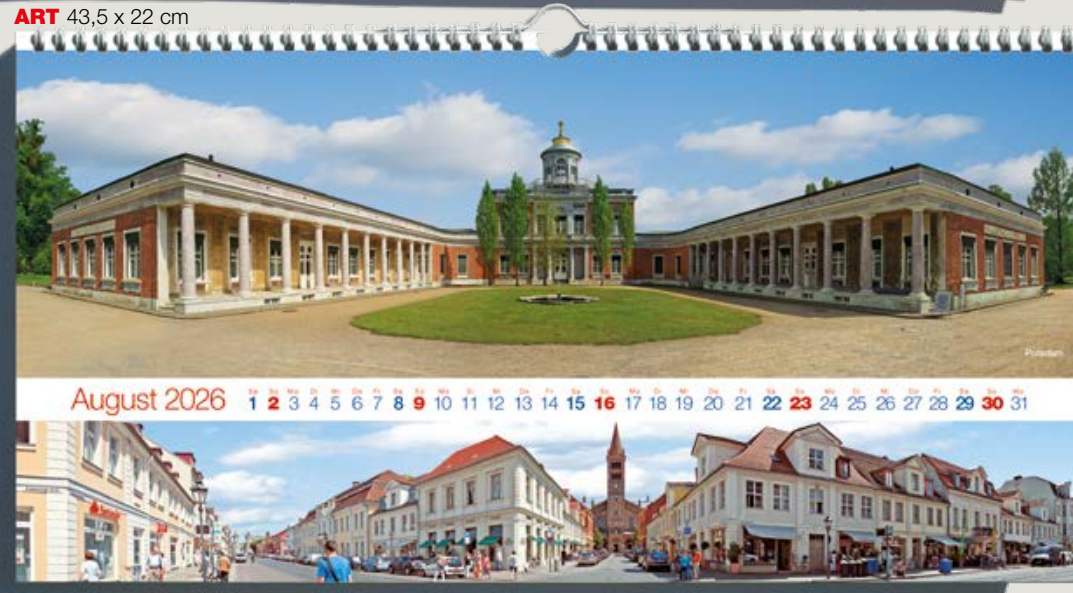 ART 43,5 x 22 cm
Potsdam
August 2026
Sa So Mo Di Mi Do Fr Sa So Mo Di Mi Do Fr Sa So Mo Di Mi Do Fr Sa So Mo Di Mi Do Fr Sa So Mo
1 2 3 4 5 6 7 8 9 10 11 12 13 14 15 16 17 18 19 20 21 22 23 24 25 26 27 28 29 30 31